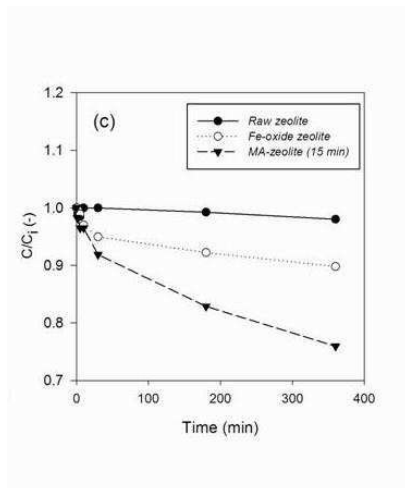 1.2
(c)
Raw zeolite
Fe-oxide zeolite
MA-zeolite (15 min)
1.1
1.0
0.9
0.8
0.7
C/Ci (-)
0 100 200 300 400
Time (min)